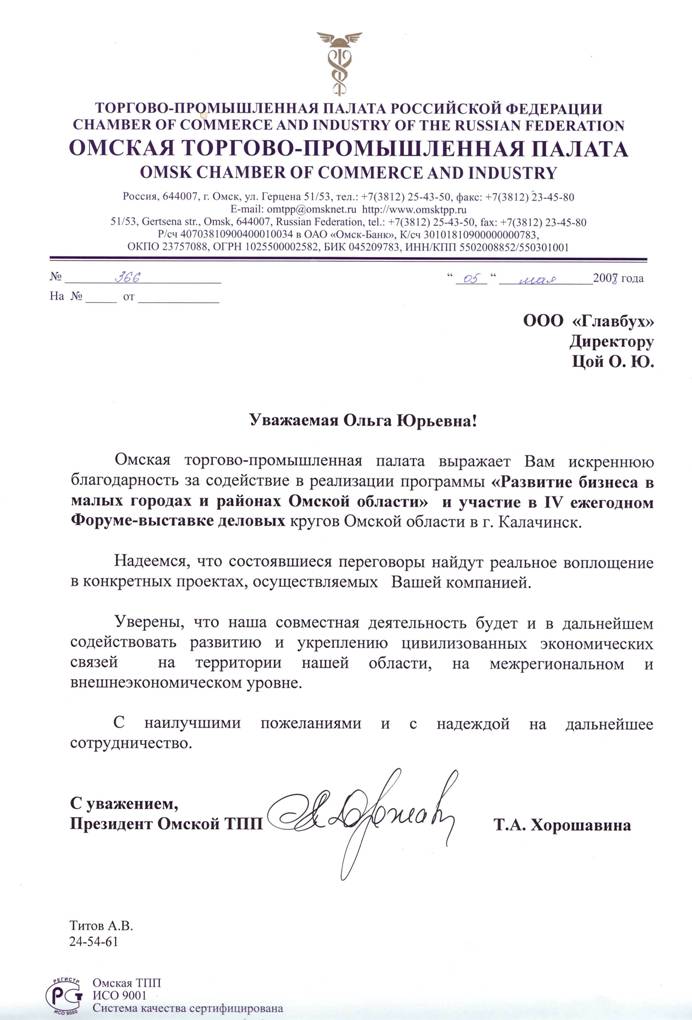 ТОРГОВО-ПРОМЫШЛЕННАЯ ПАЛАТА РОССИЙСКОЙ ФЕДЕРАЦИИ
CHAMBER OF COMMERCE AND INDUSTRY OF THE RUSSIAN FEDERATION
ОМСКАЯ ТОРГОВО-ПРОМЫШЛЕННАЯ ПАЛАТА
OMSK CHAMBER OF COMMERCE AND INDUSTRY
Россия, 644007, г. Омск, ул. Герцена 51/53, тел.: +7(3812) 25-43-50, факс: +7(3812) 23-45-80
E-mail: omtpp@omsknet.ru http://www.omsktpp.ru
51/53, Gertsena str., Omsk, 644007, Russian Federation, tel.: +7(3812) 25-43-50, fax: +7(3812) 23-45-80
Р/сч 40703810900400010034 в ОАО «Омск-Банк», К/сч 30101810900000000783,
ОКПО 23757088, ОГРН 1025500002582, БИК 045209783, ИНН/КПП 5502008852/550301001
№ 366 “ 05 “ мая 2008 года
На № _____ от ____________
ООО «Главбух»
Директору
Цой О. Ю.
Уважаемая Ольга Юрьевна!
Омская торгово-промышленная палата выражает Вам искреннюю
благодарность за содействие в реализации программы «Развитие бизнеса в
малых городах и районах Омской области» и участие в IV ежегодном
Форуме-выставке деловых кругов Омской области в г. Калачинск.
Надеемся, что состоявшиеся переговоры найдут реальное воплощение
в конкретных проектах, осуществляемых Вашей компанией.
Уверены, что наша совместная деятельность будет и в дальнейшем
содействовать развитию и укреплению цивилизованных экономических
связей на территории нашей области, на межрегиональном и
внешнеэкономическом уровне.
С наилучшими пожеланиями и с надеждой на дальнейшее
сотрудничество.
С уважением,
Президент Омской ТПП Т.А. Хорошавина
Титов А.В.
24-54-61
РЕГИСТР
РСТ
ИСО 9000
Омская ТПП
ИСО 9001
Система качества сертифицирована